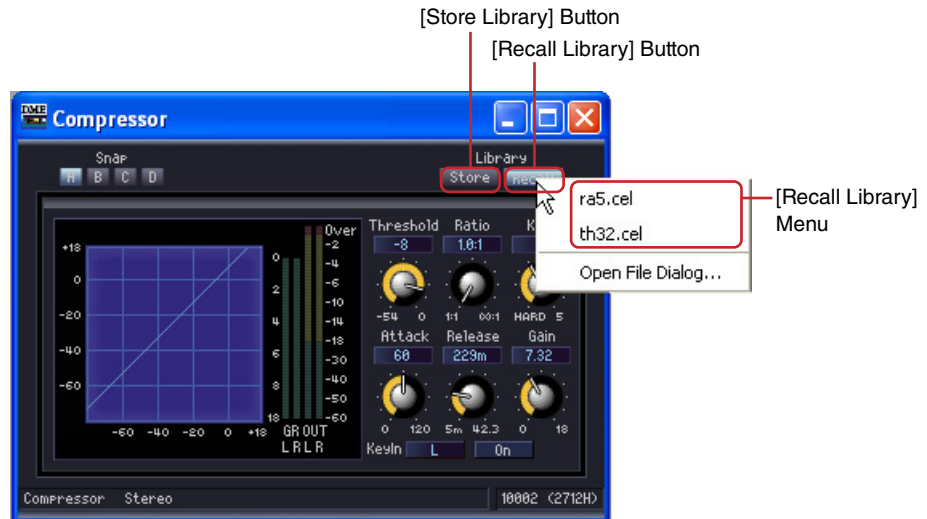 [Store Library] Button
[Recall Library] Button
DME
Compressor
Snap
Library
A B C D
Store
ra5.cel
th32.cel
Open File Dialog...
[Recall Library]
Menu
Threshold Ratio K
-8 1.0:1
-54 0 1:1 ∞:1 HARD 5
Attack Release Gain
60 229m 7.32
0 120 5m 42.3 0 18
KeyIn L On
+18
0
-20
-40
-60
-60 -40 -20 0 +18
0
2
4
6
8
18
Over
-2
-4
-6
-10
-14
-18
-30
-40
-50
-60
GR OUT
L R L R
Compressor Stereo 10002 (2712H)